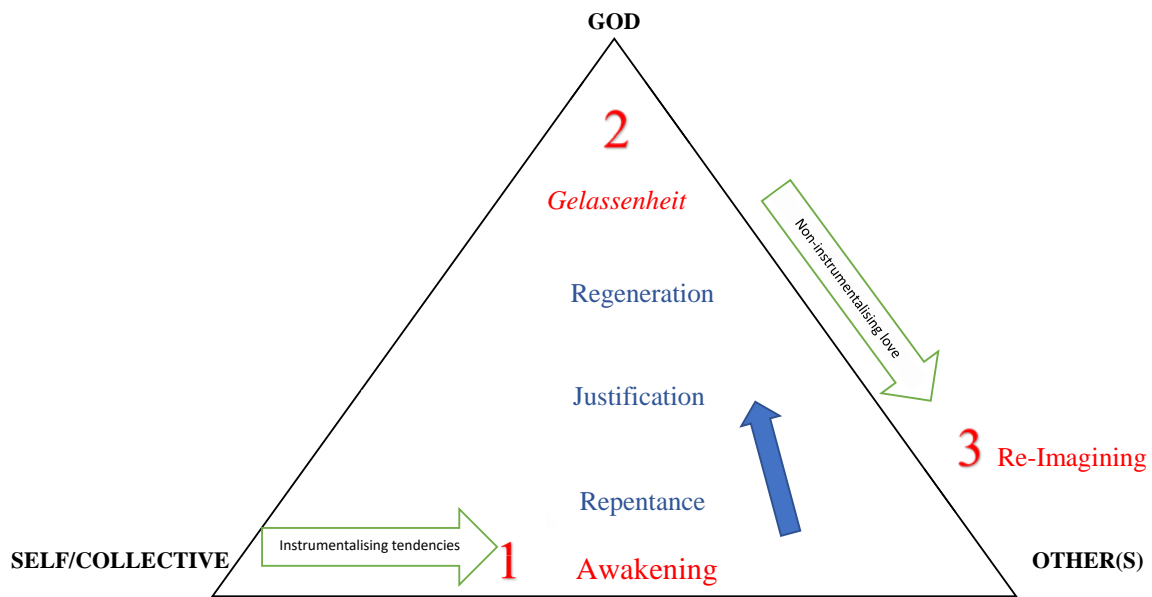 GOD
2
Gelassenheit
Non-instrumentalising love
Regeneration
Justification
3 Re-Imagining
Repentance
SELF/COLLECTIVE
Instrumentalising tendencies
1 Awakening
OTHER(S)